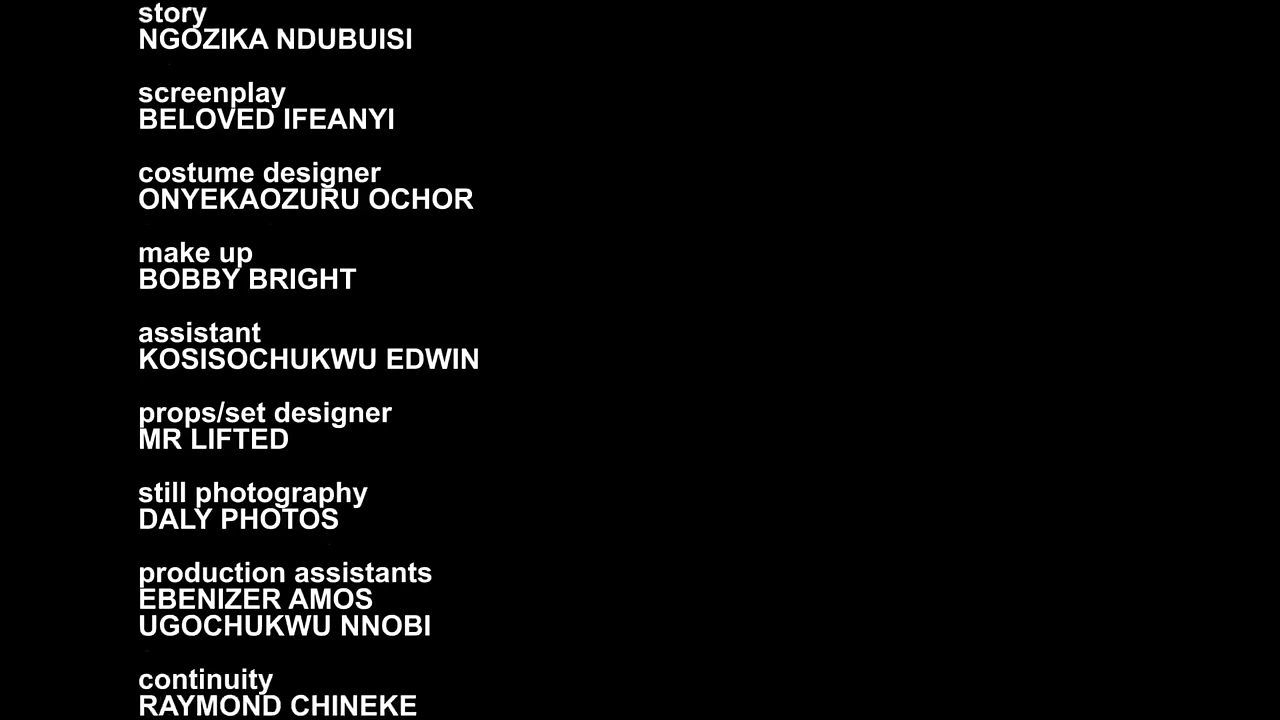 story
NGOZIKA NDUBUISI
screenplay
BELOVED IFEANYI
costume designer
ONYEKAOZURU OCHOR
make up
BOBBY BRIGHT
assistant
KOSISOCHUKWU EDWIN
props/set designer
MR LIFTED
still photography
DALY PHOTOS
production assistants
EBENIZER AMOS
UGOCHUKWU NNOBI
continuity
RAYMOND CHINEKE